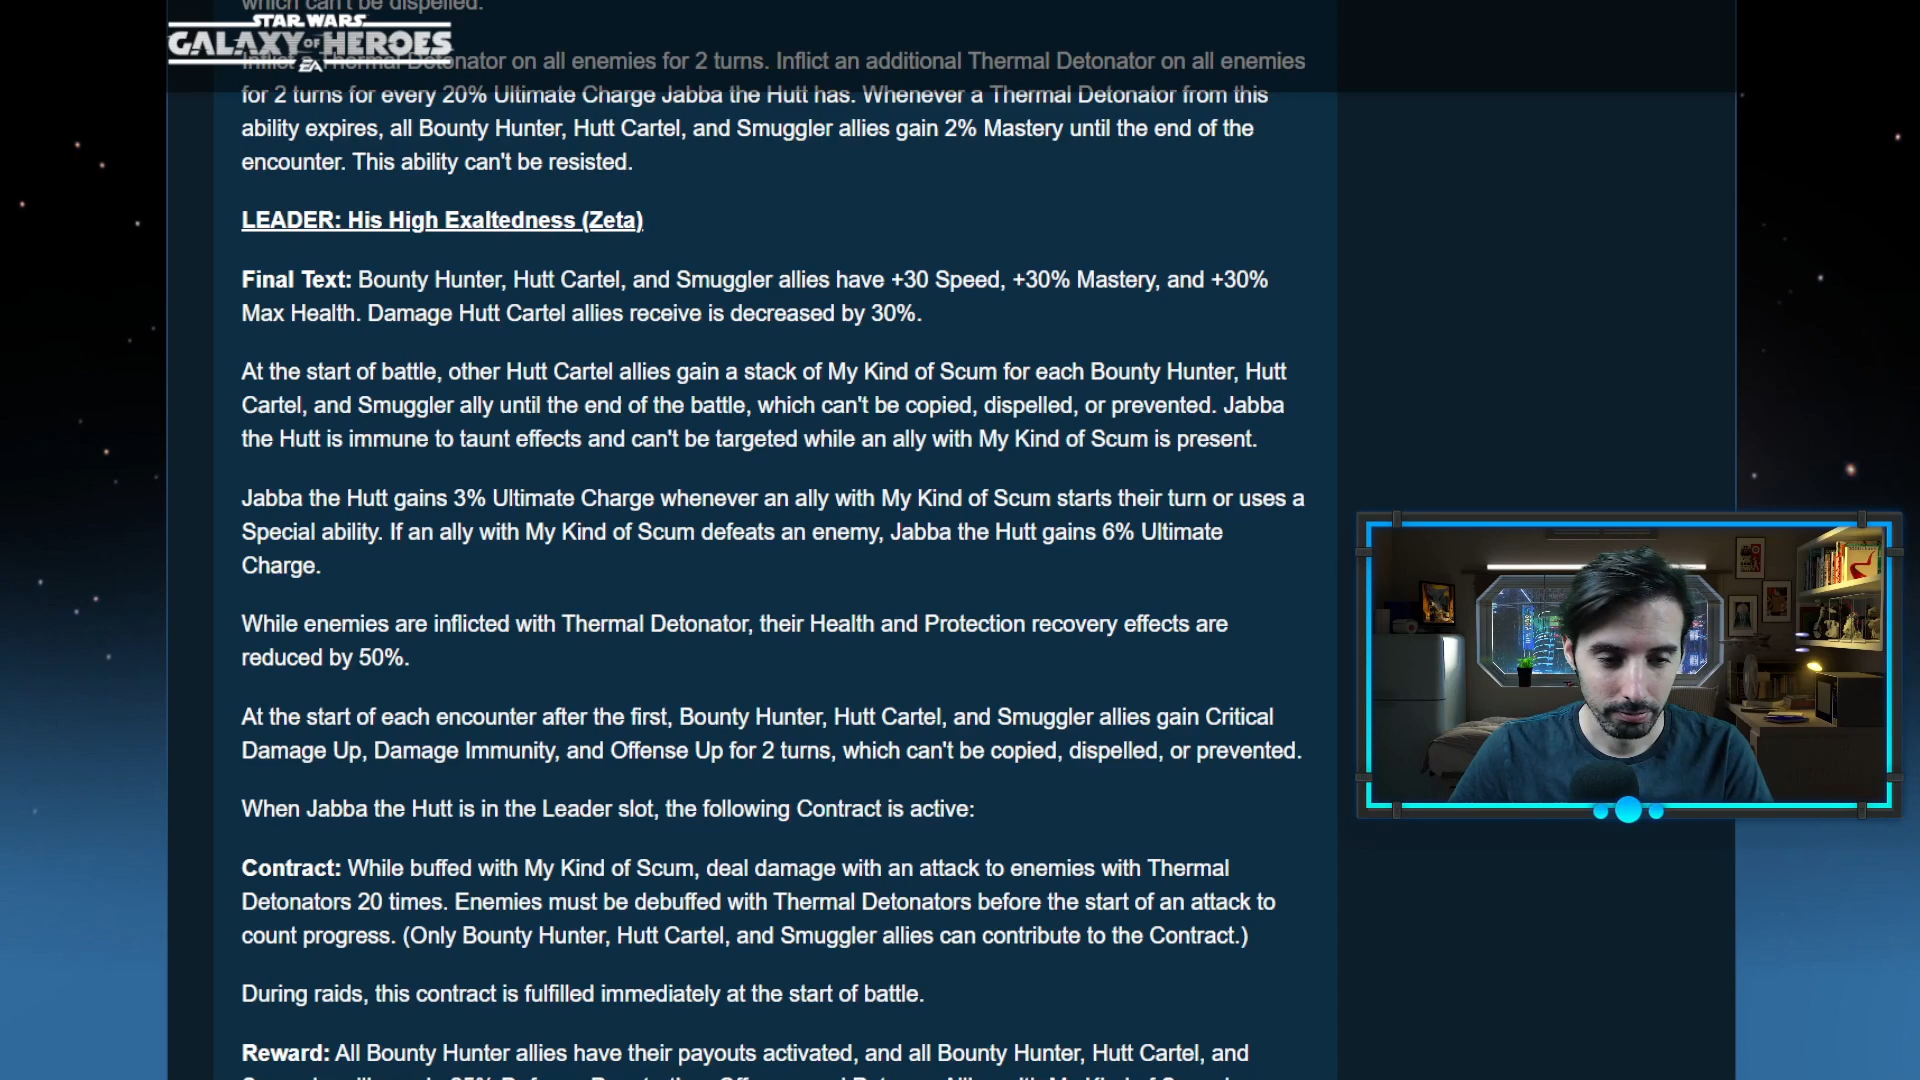 which can't be dispelled.
STAR WARS
GALAXY OF HEROES
EA
Inflict a Thermal Detonator on all enemies for 2 turns. Inflict an additional Thermal Detonator on all enemies
for 2 turns for every 20% Ultimate Charge Jabba the Hutt has. Whenever a Thermal Detonator from this
ability expires, all Bounty Hunter, Hutt Cartel, and Smuggler allies gain 2% Mastery until the end of the
encounter. This ability can't be resisted.
LEADER: His High Exaltedness (Zeta)
Final Text: Bounty Hunter, Hutt Cartel, and Smuggler allies have +30 Speed, +30% Mastery, and +30%
Max Health. Damage Hutt Cartel allies receive is decreased by 30%.
At the start of battle, other Hutt Cartel allies gain a stack of My Kind of Scum for each Bounty Hunter, Hutt
Cartel, and Smuggler ally until the end of the battle, which can't be copied, dispelled, or prevented. Jabba
the Hutt is immune to taunt effects and can't be targeted while an ally with My Kind of Scum is present.
Jabba the Hutt gains 3% Ultimate Charge whenever an ally with My Kind of Scum starts their turn or uses a
Special ability. If an ally with My Kind of Scum defeats an enemy, Jabba the Hutt gains 6% Ultimate
Charge.
While enemies are inflicted with Thermal Detonator, their Health and Protection recovery effects are
reduced by 50%.
At the start of each encounter after the first, Bounty Hunter, Hutt Cartel, and Smuggler allies gain Critical
Damage Up, Damage Immunity, and Offense Up for 2 turns, which can't be copied, dispelled, or prevented.
When Jabba the Hutt is in the Leader slot, the following Contract is active:
Contract: While buffed with My Kind of Scum, deal damage with an attack to enemies with Thermal
Detonators 20 times. Enemies must be debuffed with Thermal Detonators before the start of an attack to
count progress. (Only Bounty Hunter, Hutt Cartel, and Smuggler allies can contribute to the Contract.)
During raids, this contract is fulfilled immediately at the start of battle.
Reward: All Bounty Hunter allies have their payouts activated, and all Bounty Hunter, Hutt Cartel, and